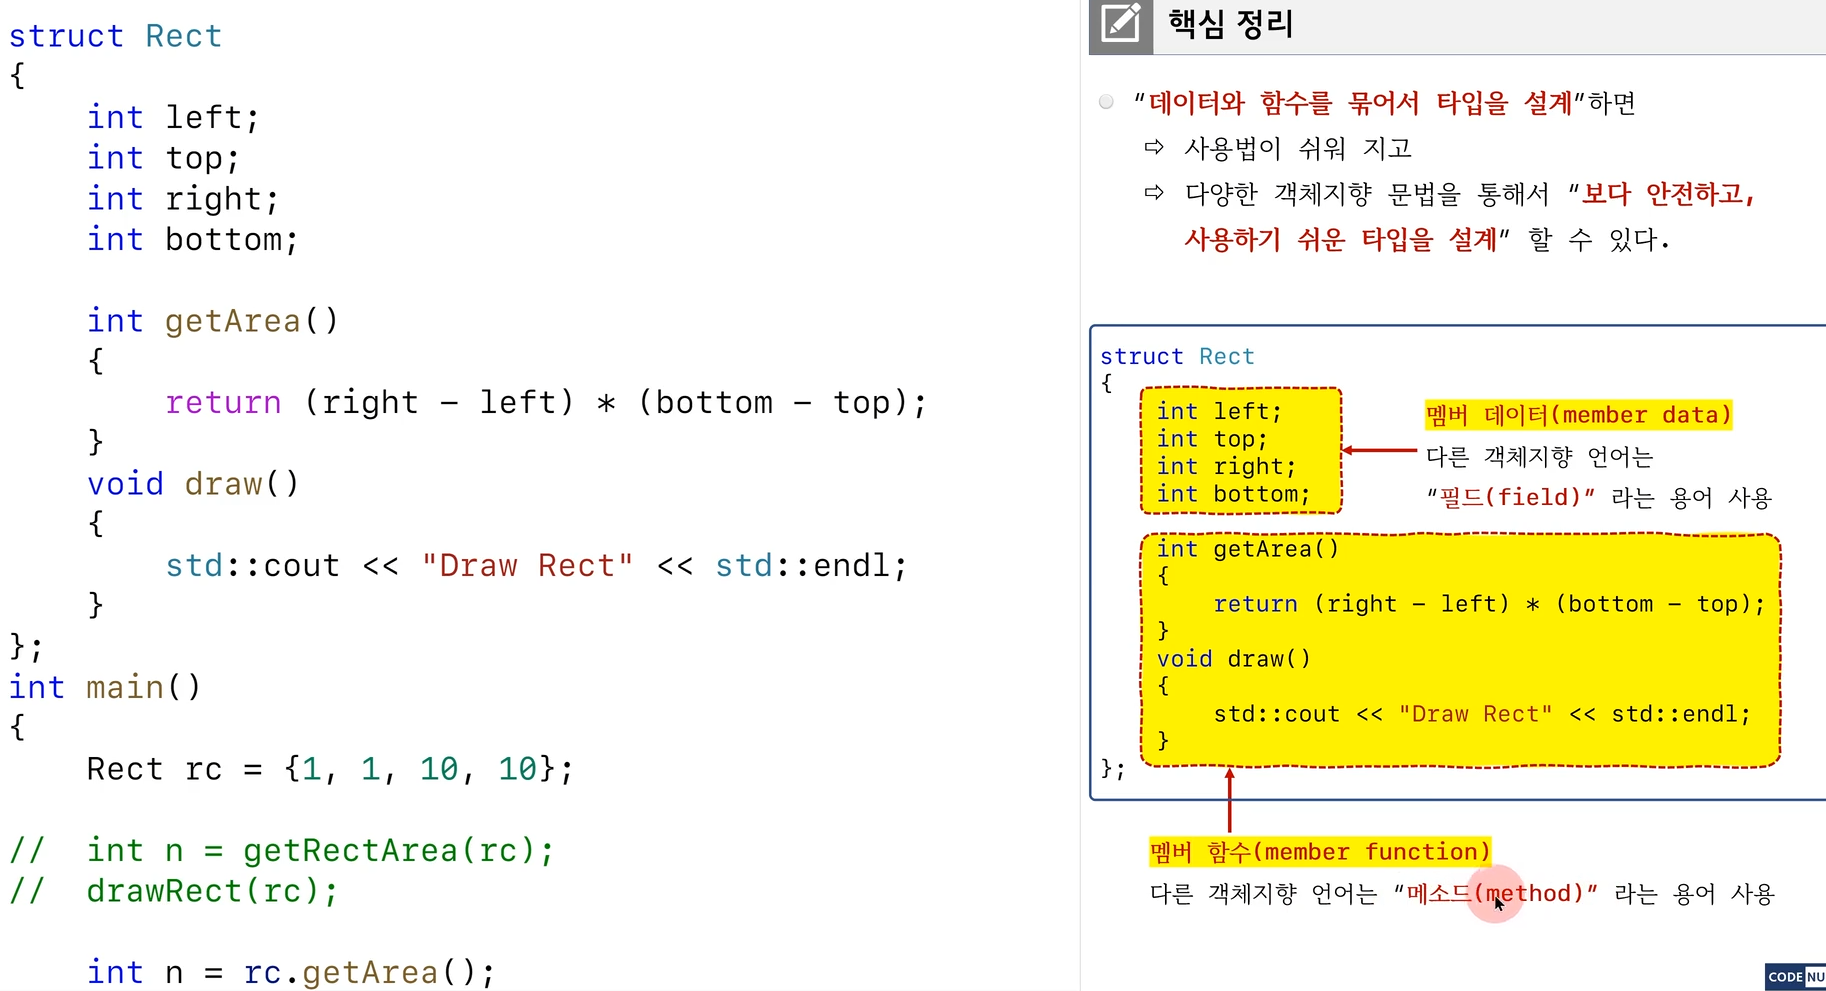 struct Rect
{
    int left;
    int top;
    int right;
    int bottom;

    int getArea()
    {
        return (right - left) * (bottom - top);
    }
    void draw()
    {
        std::cout << "Draw Rect" << std::endl;
    }
};
int main()
{
    Rect rc = {1, 1, 10, 10};

//  int n = getRectArea(rc);
//  drawRect(rc);

    int n = rc.getArea();
핵심 정리
“데이터와 함수를 묶어서 타입을 설계”하면
⇨ 사용법이 쉬워 지고
⇨ 다양한 객체지향 문법을 통해서 “보다 안전하고,
사용하기 쉬운 타입을 설계” 할 수 있다.
struct Rect
{
    int left;
    int top;
    int right;
    int bottom;
멤버 데이터(member data)
다른 객체지향 언어는
“필드(field)” 라는 용어 사용
    int getArea()
    {
        return (right - left) * (bottom - top);
    }
    void draw()
    {
        std::cout << "Draw Rect" << std::endl;
    }
};
멤버 함수(member function)
다른 객체지향 언어는 “메소드(method)” 라는 용어 사용
CODE NU